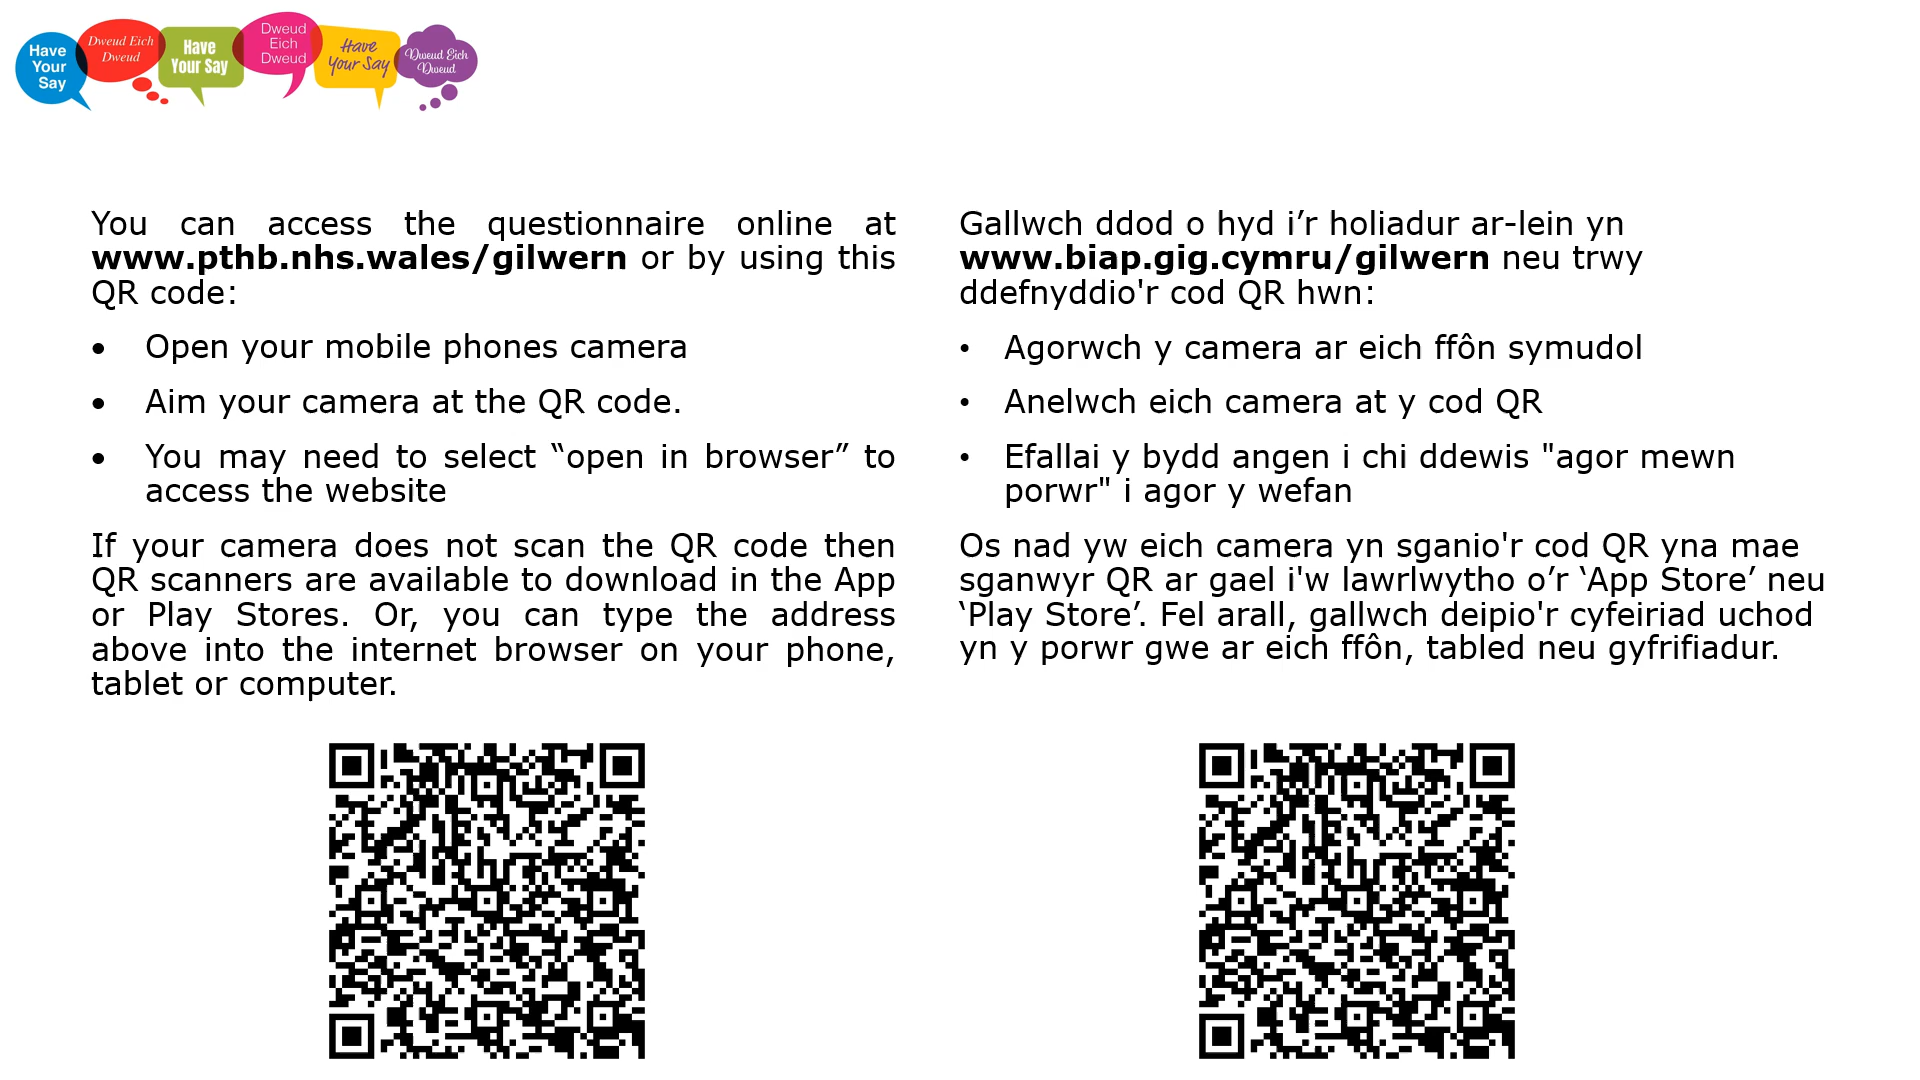 Have
Your
Say
Dweud Eich
Dweud
Have
Your Say
Dweud
Eich
Dweud
Have
Your Say
Dweud Eich
Dweud
You can access the questionnaire online at
www.pthb.nhs.wales/gilwern or by using this
QR code:
• Open your mobile phones camera
• Aim your camera at the QR code.
• You may need to select “open in browser” to
access the website
If your camera does not scan the QR code then
QR scanners are available to download in the App
or Play Stores. Or, you can type the address
above into the internet browser on your phone,
tablet or computer.
Gallwch ddod o hyd i’r holiadur ar-lein yn
www.biap.gig.cymru/gilwern neu trwy
ddefnyddio'r cod QR hwn:
• Agorwch y camera ar eich ffôn symudol
• Anelwch eich camera at y cod QR
• Efallai y bydd angen i chi ddewis "agor mewn
porwr" i agor y wefan
Os nad yw eich camera yn sganio'r cod QR yna mae
sganwyr QR ar gael i'w lawrlwytho o’r ‘App Store’ neu
‘Play Store’. Fel arall, gallwch deipio'r cyfeiriad uchod
yn y porwr gwe ar eich ffôn, tabled neu gyfrifiadur.